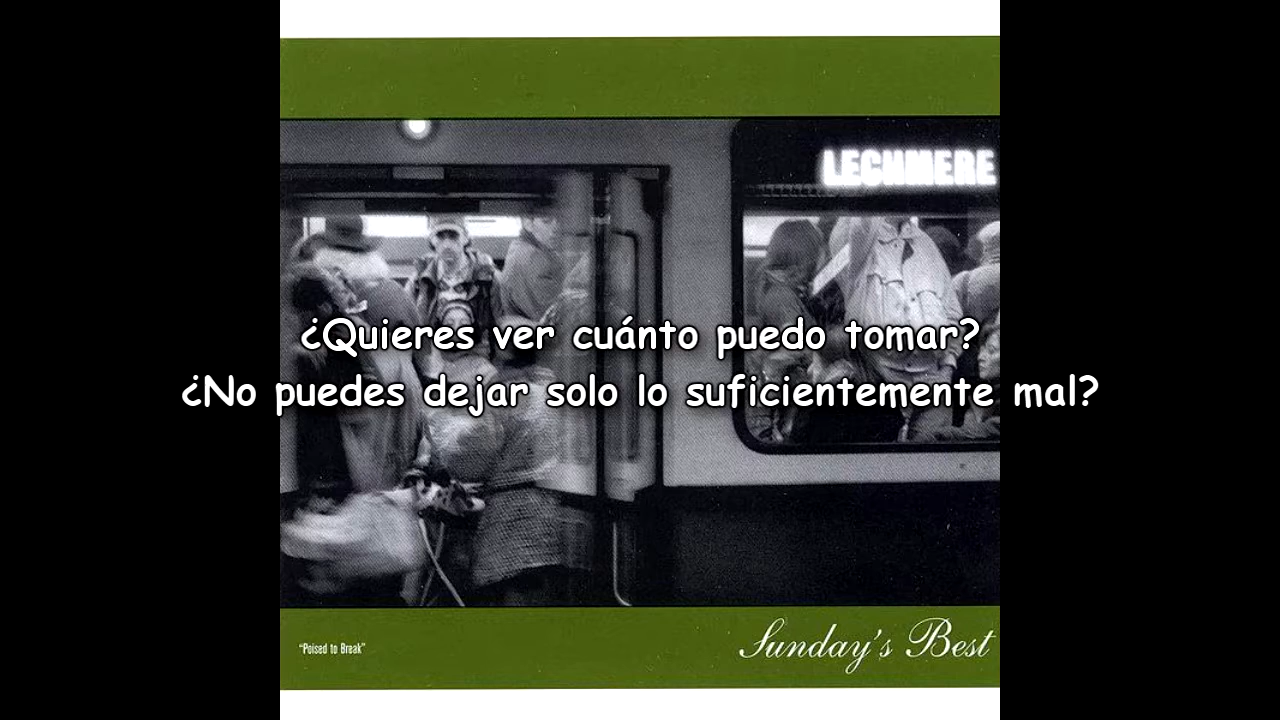 LECHMERE
¿Quieres ver cuánto puedo tomar?
¿No puedes dejar solo lo suficientemente mal?
"Poised to Break"
Sunday's Best